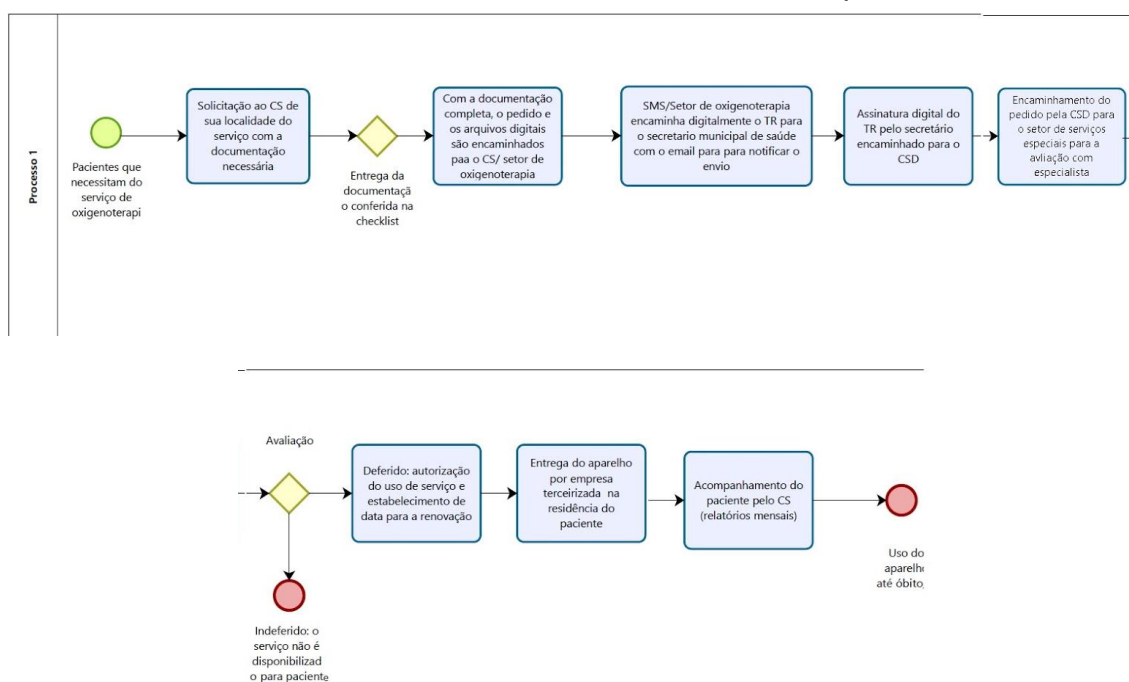 Processo 1
Pacientes que
necessitam do
serviço de
oxigenoterapi
Solicitação ao CS de
sua localidade do
serviço com a
documentação
necessária
Entrega da
documentaçã
o conferida na
checklist
Com a documentação
completa, o pedido e
os arquivos digitais
são encaminhados
paa o CS/ setor de
oxigenoterapia
SMS/Setor de oxigenoterapia
encaminha digitalmente o TR para
o secretario municipal de saúde
com o email para para notificar o
envio
Assinatura digital do
TR pelo secretário
encaminhado para o
CSD
Encaminhamento do
pedido pela CSD para
o setor de serviços
especiais para a
avliação com
especialista
Avaliação
Indeferido: o
serviço não é
disponibilizad
o para paciente
Deferido: autorização
do uso de serviço e
estabelecimento de
data para a renovação
Entrega do aparelho
por empresa
terceirizada na
residência do
paciente
Acompanhamento do
paciente pelo CS
(relatórios mensais)
Uso do
aparelh
até óbito,